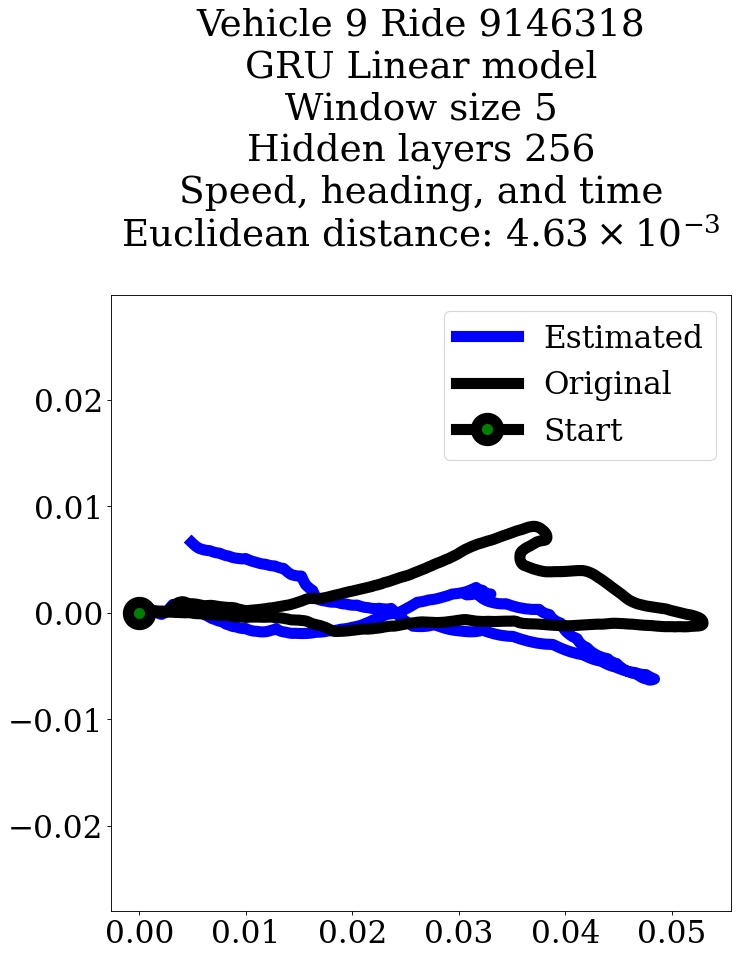 Vehicle 9 Ride 9146318
GRU Linear model
Window size 5
Hidden layers 256
Speed, heading, and time
Euclidean distance: 4.63 × 10⁻³
Estimated
Original
Start
0.02
0.01
0.00
−0.01
−0.02
0.00 0.01 0.02 0.03 0.04 0.05